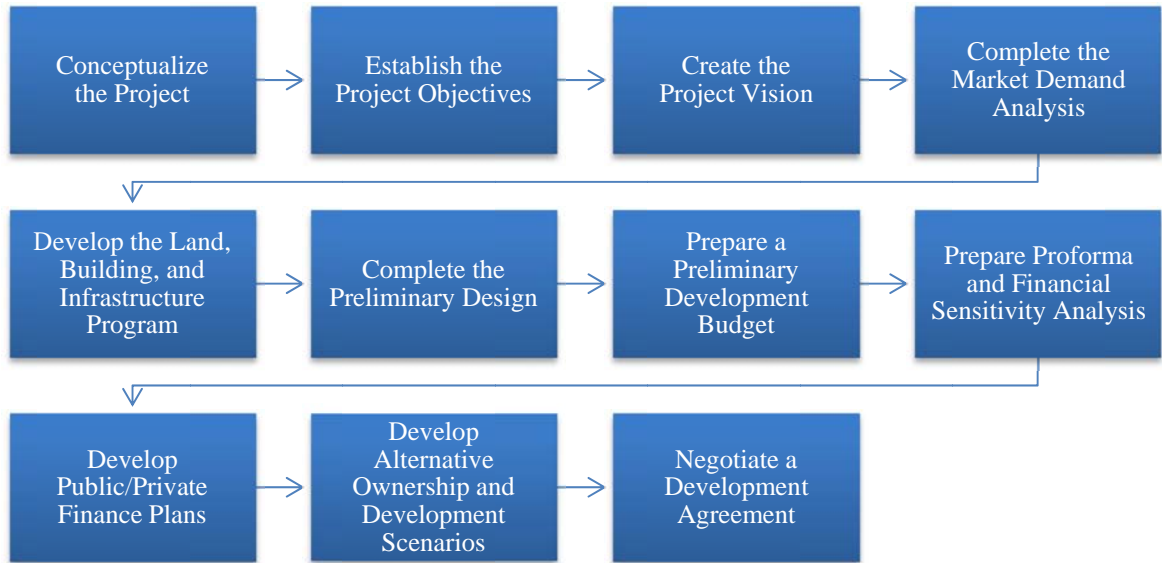 Conceptualize
the Project
Establish the
Project Objectives
Create the
Project Vision
Complete the
Market Demand
Analysis
Develop the Land,
Building, and
Infrastructure
Program
Complete the
Preliminary Design
Prepare a
Preliminary
Development
Budget
Prepare Proforma
and Financial
Sensitivity Analysis
Develop
Public/Private
Finance Plans
Develop
Alternative
Ownership and
Development
Scenarios
Negotiate a
Development
Agreement